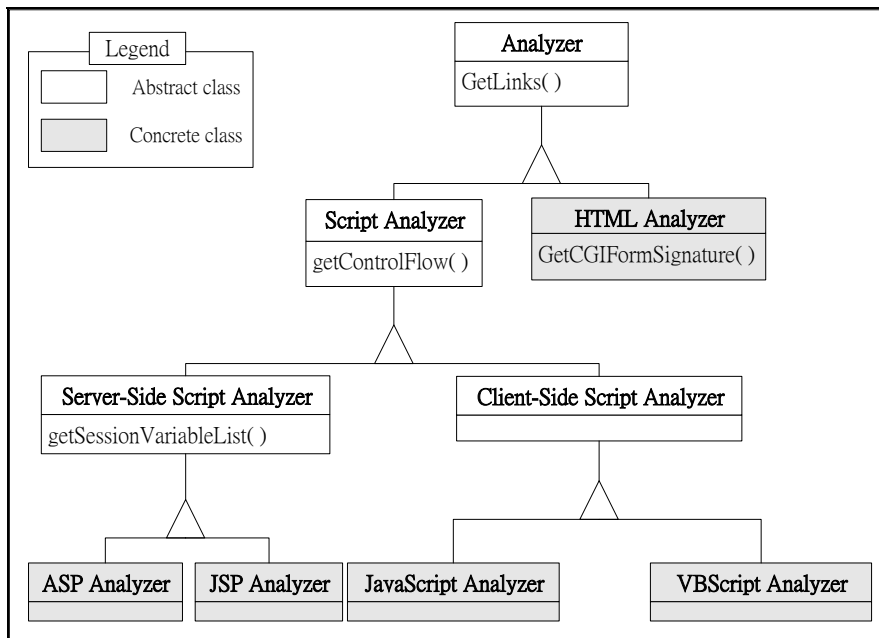 Legend
Abstract class
Concrete class
Analyzer
GetLinks( )
Script Analyzer
getControlFlow( )
HTML Analyzer
GetCGIFormSignature( )
Server-Side Script Analyzer
getSessionVariableList( )
Client-Side Script Analyzer
ASP Analyzer
JSP Analyzer
JavaScript Analyzer
VBScript Analyzer